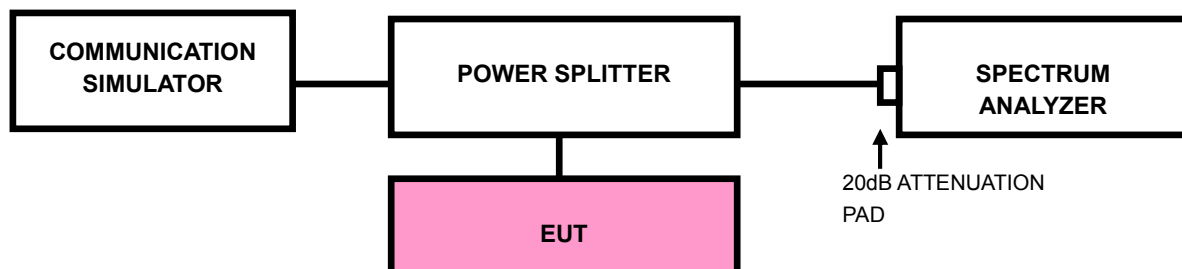 COMMUNICATION
SIMULATOR
POWER SPLITTER
SPECTRUM
ANALYZER
20dB ATTENUATION
PAD
EUT